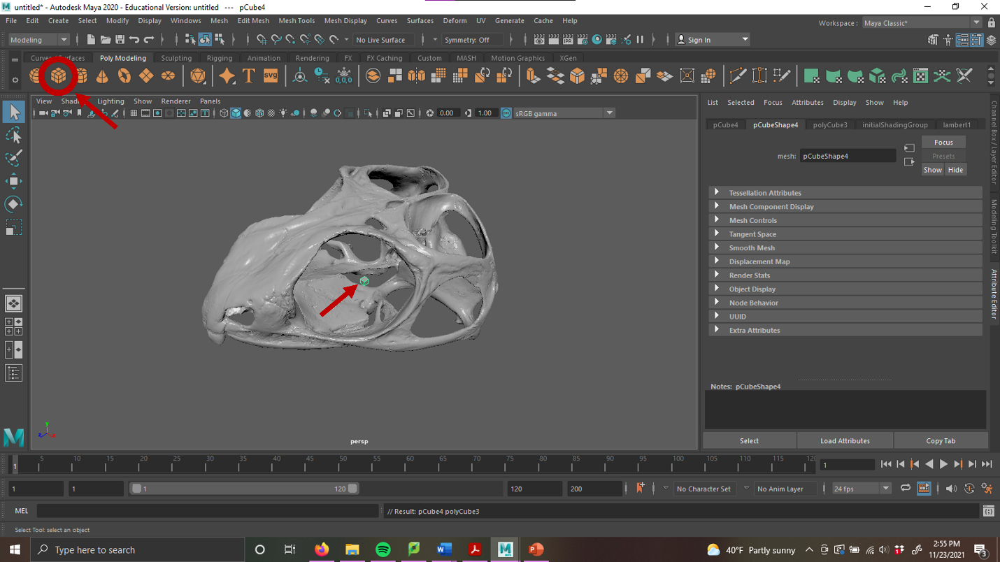 untitled* - Autodesk Maya 2020 - Educational Version: untitled --- pCube4
File Edit Create Select Modify Display Windows Mesh Edit Mesh Mesh Tools Mesh Display Curves Surfaces Deform UV Generate Cache Help
Workspace : Maya Classic*
Modeling No Live Surface Symmetry: Off IPR Sign In
Curves / Surfaces Poly Modeling Sculpting Rigging Animation Rendering FX FX Caching Custom MASH Motion Graphics XGen
T SVG 0,0,0
View Shading Lighting Show Renderer Panels
0.00 1.00 ON sRGB gamma
List Selected Focus Attributes Display Show Help
pCube4 pCubeShape4 polyCube3 initialShadingGroup lambert1
Focus
mesh: pCubeShape4 Presets
Show Hide
Tessellation Attributes
Mesh Component Display
Mesh Controls
Tangent Space
Smooth Mesh
Displacement Map
Render Stats
Object Display
Node Behavior
UUID
Extra Attributes
Channel Box / Layer Editor
Modeling Toolkit
Attribute Editor
Notes: pCubeShape4
Select Load Attributes Copy Tab
y
z x
persp
1 5 10 15 20 25 30 35 40 45 50 55 60 65 70 75 80 85 90 95 100 105 110 115 120 1
1 1 1 120 120 200 No Character Set No Anim Layer 24 fps
MEL // Result: pCube4 polyCube3
Select Tool: select an object
Type here to search 40°F Partly sunny 2:55 PM
11/23/2021 3